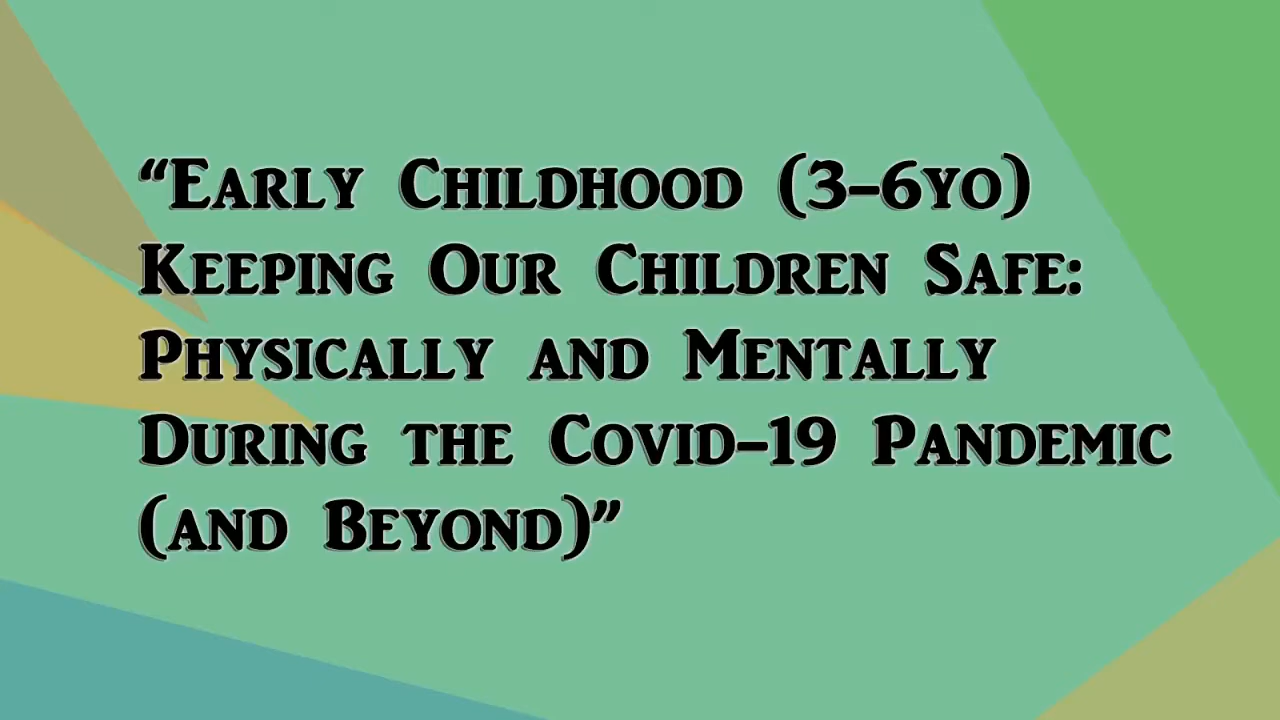 “Early Childhood (3-6yo)
Keeping Our Children Safe:
Physically and Mentally
During the Covid-19 Pandemic
(and Beyond)”